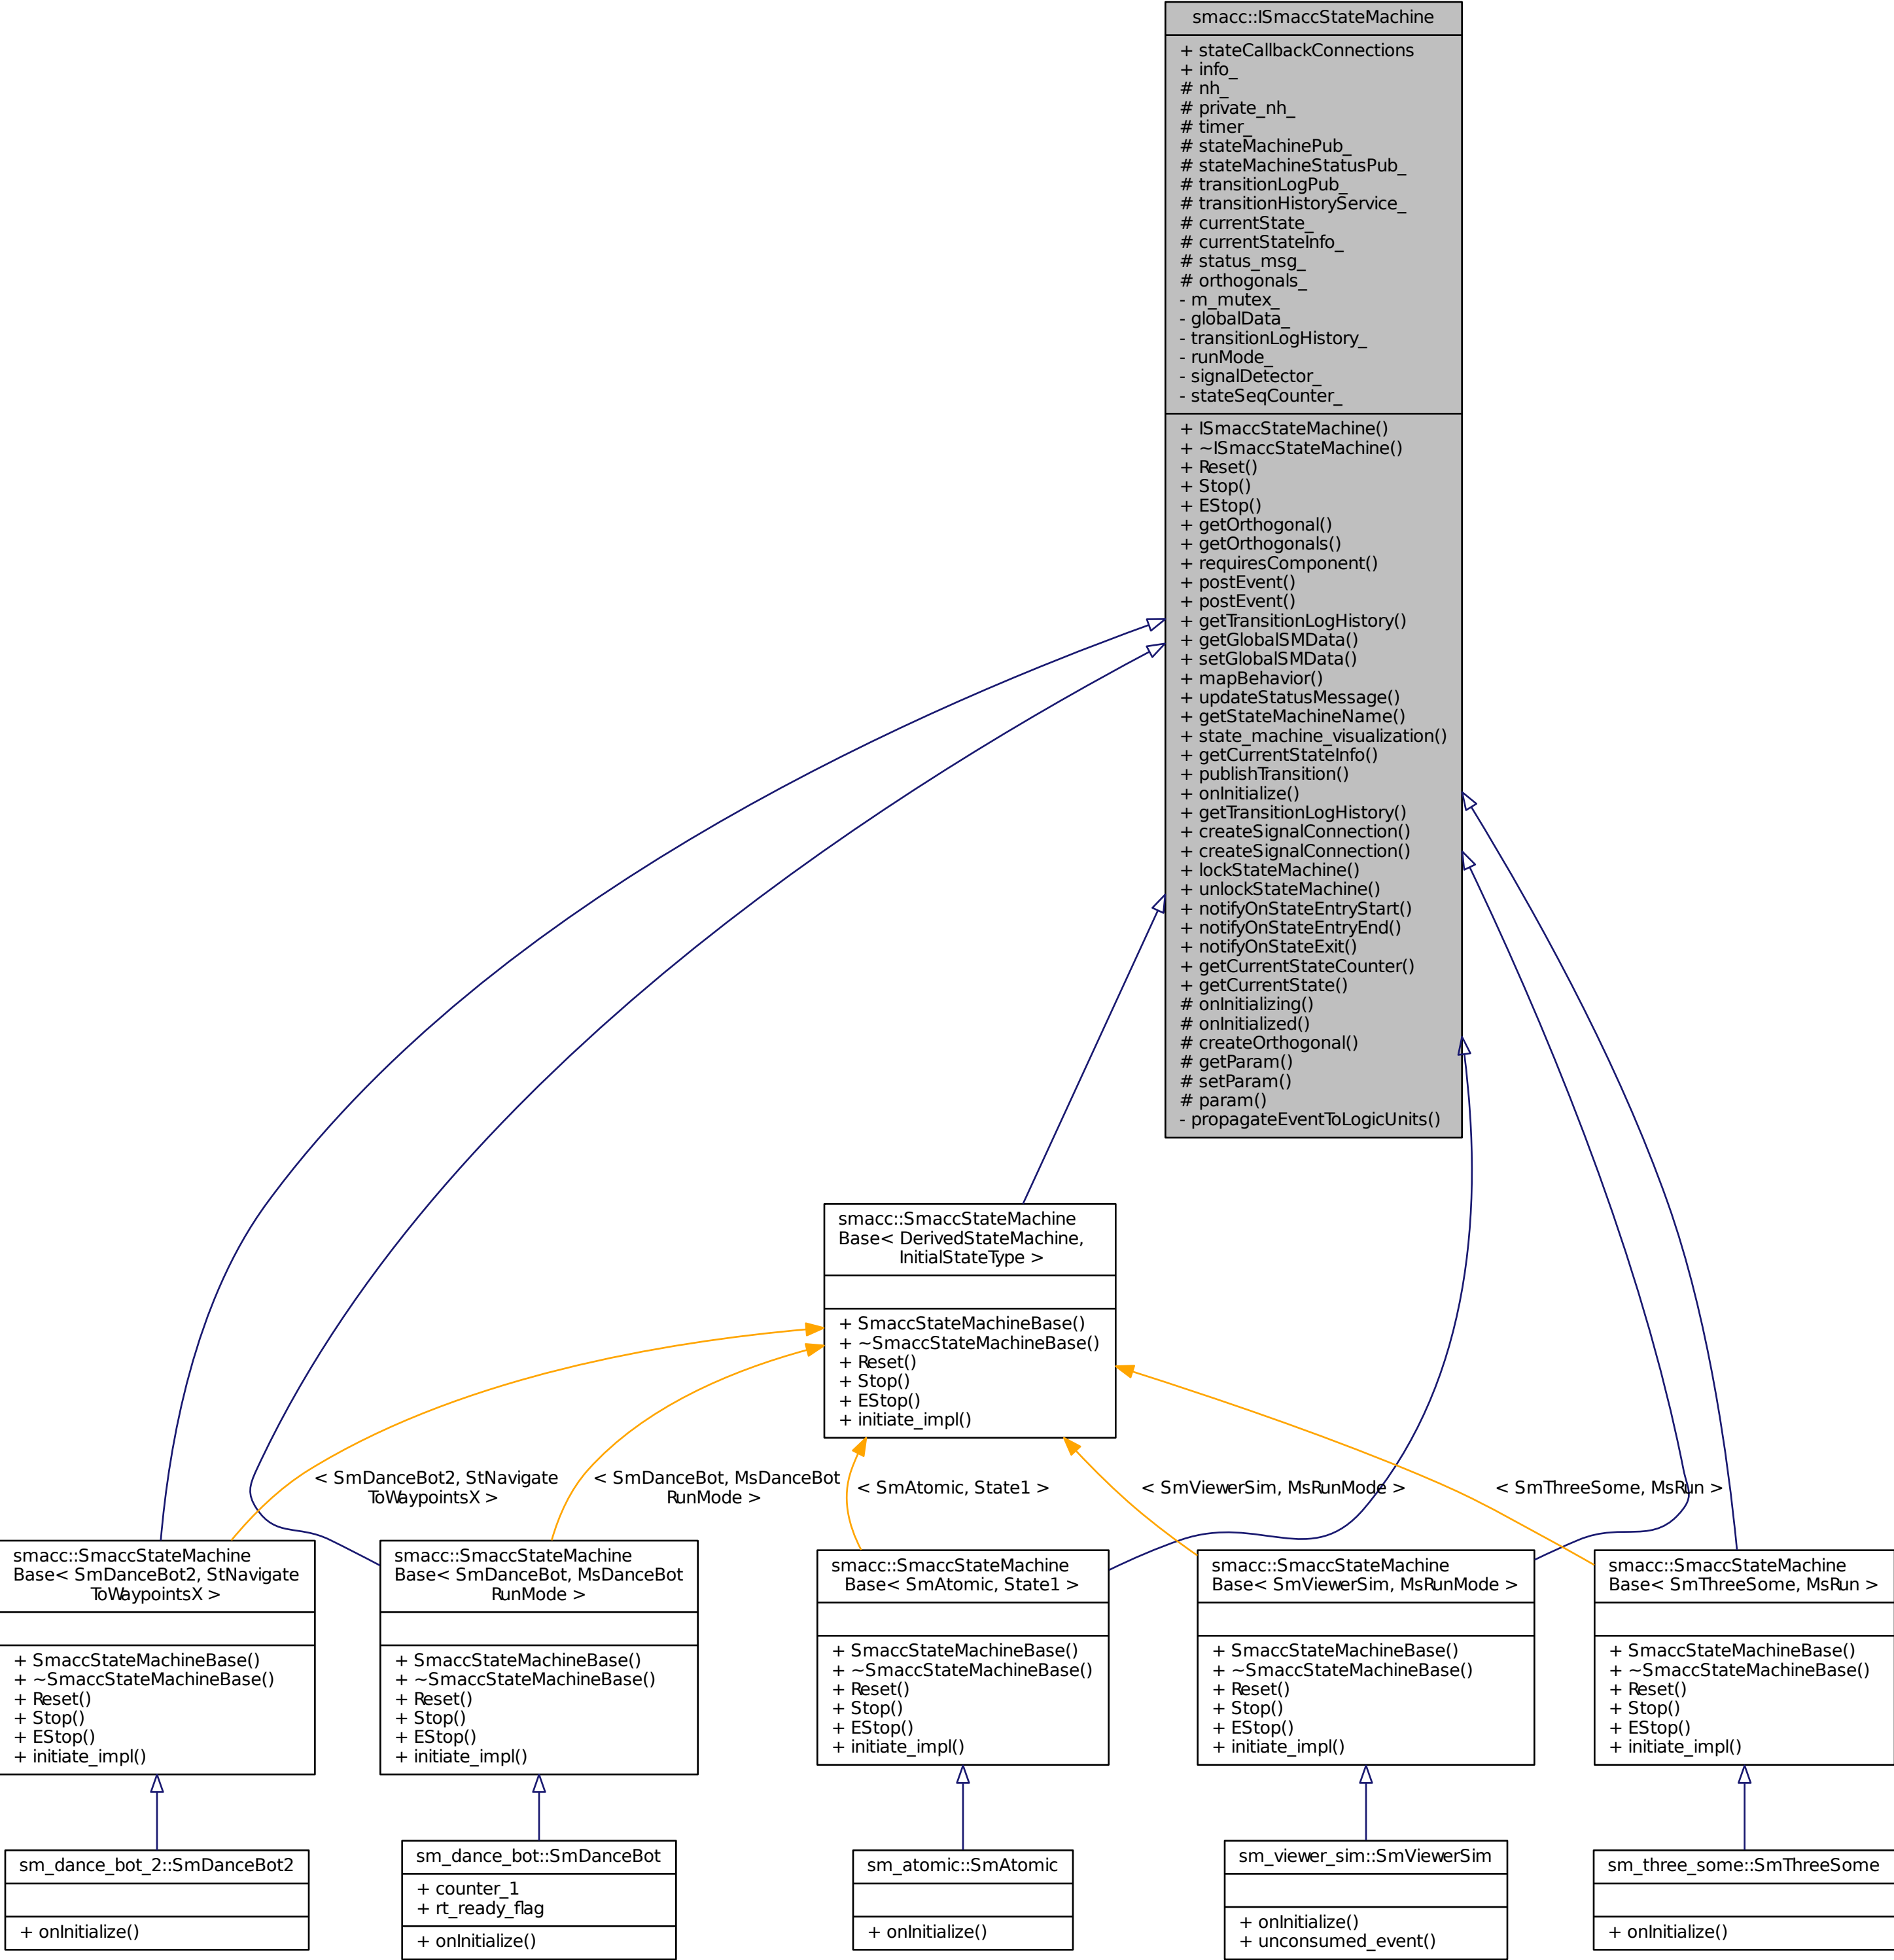 smacc::ISmaccStateMachine
+ stateCallbackConnections
+ info_
# nh_
# private_nh_
# timer_
# stateMachinePub_
# stateMachineStatusPub_
# transitionLogPub_
# transitionHistoryService_
# currentState_
# currentStateInfo_
# status_msg_
# orthogonals_
- m_mutex_
- globalData_
- transitionLogHistory_
- runMode_
- signalDetector_
- stateSeqCounter_
+ ISmaccStateMachine()
+ ~ISmaccStateMachine()
+ Reset()
+ Stop()
+ EStop()
+ getOrthogonal()
+ getOrthogonals()
+ requiresComponent()
+ postEvent()
+ postEvent()
+ getTransitionLogHistory()
+ getGlobalSMData()
+ setGlobalSMData()
+ mapBehavior()
+ updateStatusMessage()
+ getStateMachineName()
+ state_machine_visualization()
+ getCurrentStateInfo()
+ publishTransition()
+ onInitialize()
+ getTransitionLogHistory()
+ createSignalConnection()
+ createSignalConnection()
+ lockStateMachine()
+ unlockStateMachine()
+ notifyOnStateEntryStart()
+ notifyOnStateEntryEnd()
+ notifyOnStateExit()
+ getCurrentStateCounter()
+ getCurrentState()
# onInitializing()
# onInitialized()
# createOrthogonal()
# getParam()
# setParam()
# param()
- propagateEventToLogicUnits()
smacc::SmaccStateMachine
Base< DerivedStateMachine,
InitialStateType >
+ SmaccStateMachineBase()
+ ~SmaccStateMachineBase()
+ Reset()
+ Stop()
+ EStop()
+ initiate_impl()
< SmDanceBot2, StNavigate
ToWaypointsX >
< SmDanceBot, MsDanceBot
RunMode >
< SmAtomic, State1 >
< SmViewerSim, MsRunMode >
< SmThreeSome, MsRun >
smacc::SmaccStateMachine
Base< SmDanceBot2, StNavigate
ToWaypointsX >
+ SmaccStateMachineBase()
+ ~SmaccStateMachineBase()
+ Reset()
+ Stop()
+ EStop()
+ initiate_impl()
smacc::SmaccStateMachine
Base< SmDanceBot, MsDanceBot
RunMode >
+ SmaccStateMachineBase()
+ ~SmaccStateMachineBase()
+ Reset()
+ Stop()
+ EStop()
+ initiate_impl()
smacc::SmaccStateMachine
Base< SmAtomic, State1 >
+ SmaccStateMachineBase()
+ ~SmaccStateMachineBase()
+ Reset()
+ Stop()
+ EStop()
+ initiate_impl()
smacc::SmaccStateMachine
Base< SmViewerSim, MsRunMode >
+ SmaccStateMachineBase()
+ ~SmaccStateMachineBase()
+ Reset()
+ Stop()
+ EStop()
+ initiate_impl()
smacc::SmaccStateMachine
Base< SmThreeSome, MsRun >
+ SmaccStateMachineBase()
+ ~SmaccStateMachineBase()
+ Reset()
+ Stop()
+ EStop()
+ initiate_impl()
sm_dance_bot_2::SmDanceBot2
+ onInitialize()
sm_dance_bot::SmDanceBot
+ counter_1
+ rt_ready_flag
+ onInitialize()
sm_atomic::SmAtomic
+ onInitialize()
sm_viewer_sim::SmViewerSim
+ onInitialize()
+ unconsumed_event()
sm_three_some::SmThreeSome
+ onInitialize()